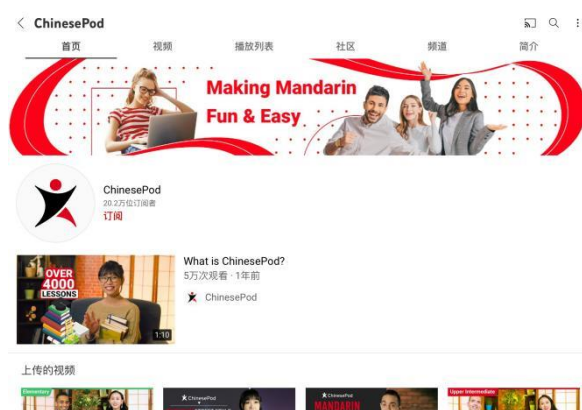 ChinesePod
首页 视频 播放列表 社区 频道 简介
Making Mandarin
Fun & Easy
ChinesePod
20.2万位订阅者
订阅
OVER
4000
LESSONS
1:10
What is ChinesePod?
5万次观看 · 1年前
ChinesePod
上传的视频
Elementary
ChinesePod
ChinesePod
MANDARIN
Upper Intermediate